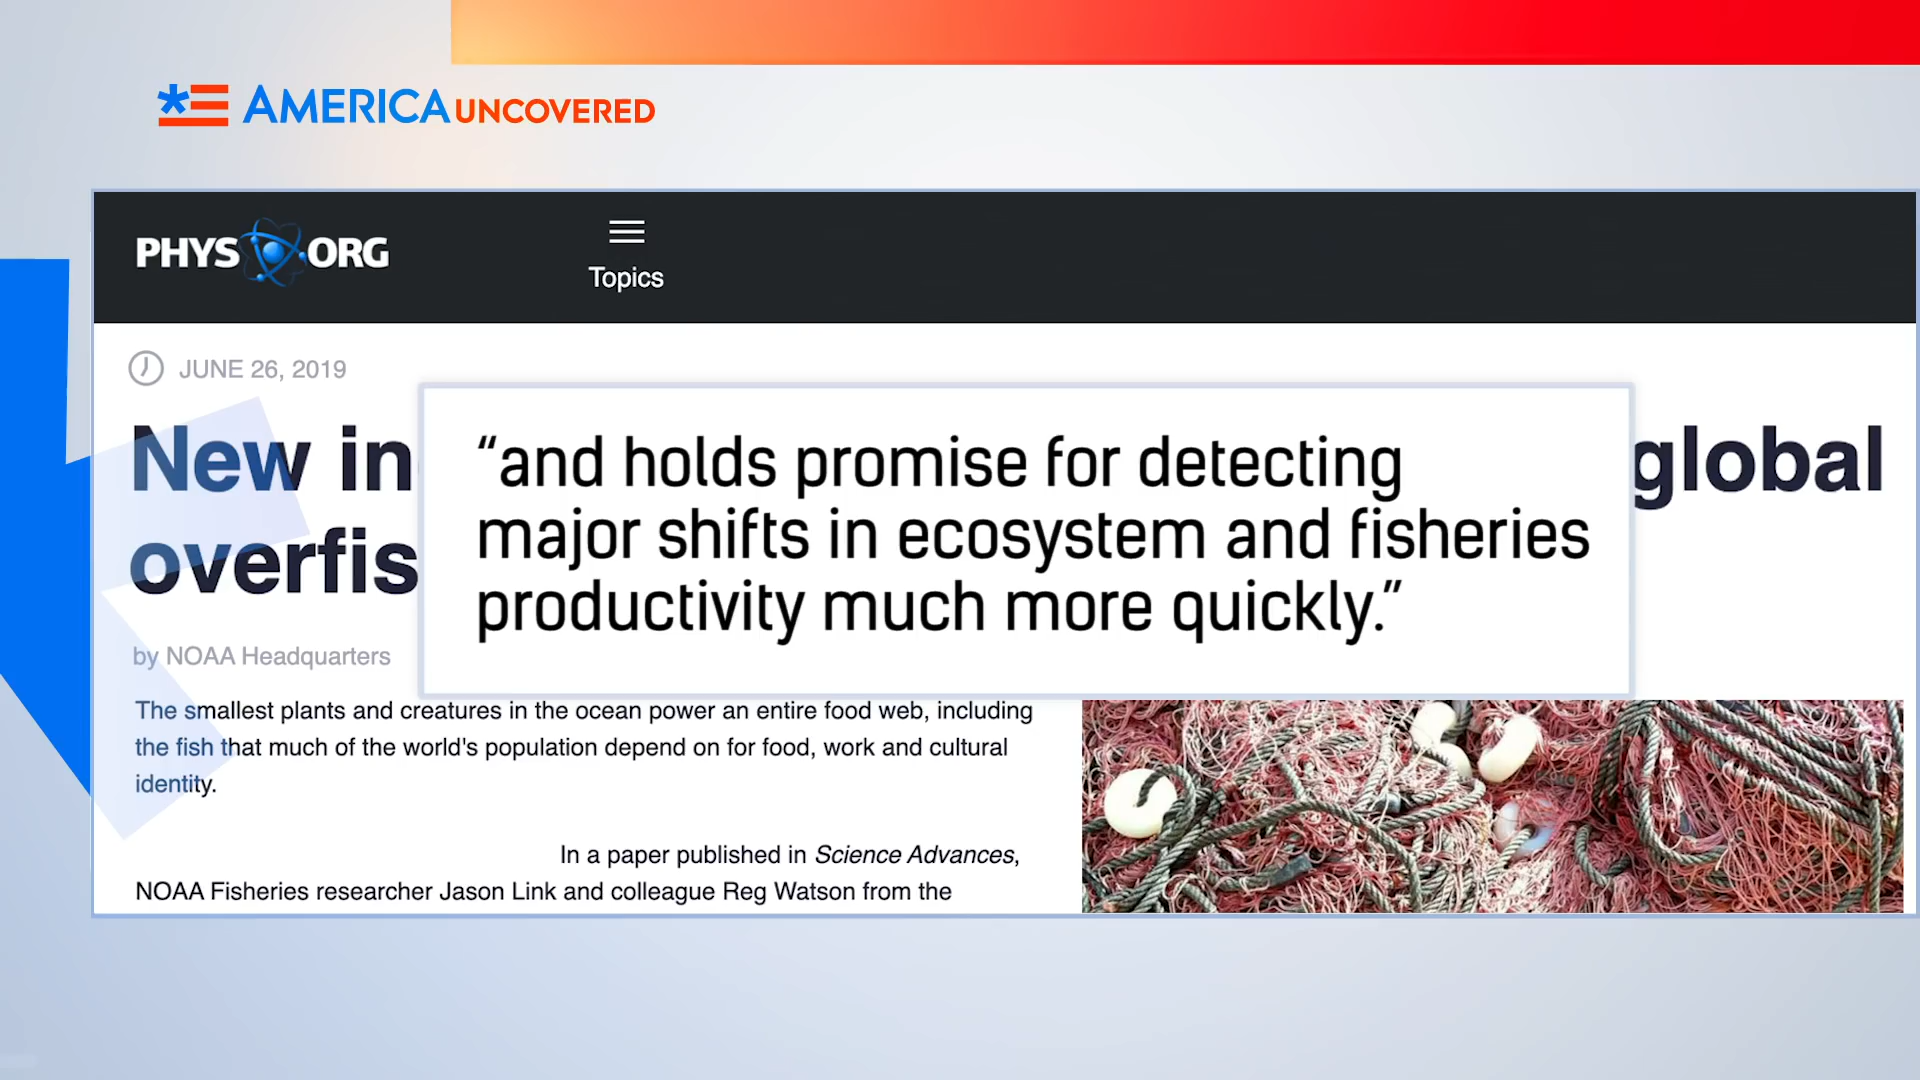 AMERICA UNCOVERED
PHYS ORG
Topics
JUNE 26, 2019
New in global
overfis
by NOAA Headquarters
“and holds promise for detecting
major shifts in ecosystem and fisheries
productivity much more quickly.”
The smallest plants and creatures in the ocean power an entire food web, including
the fish that much of the world's population depend on for food, work and cultural
identity.
In a paper published in Science Advances,
NOAA Fisheries researcher Jason Link and colleague Reg Watson from the